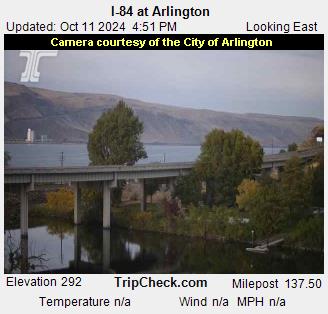 I-84 at Arlington
Updated: Oct 11 2024 4:51 PM Looking East
Camera courtesy of the City of Arlington
Elevation 292 TripCheck.com Milepost 137.50
Temperature n/a Wind n/a MPH n/a